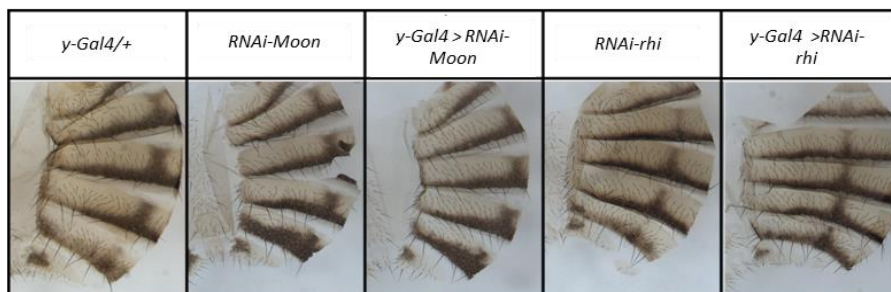 y-Gal4/+
RNAi-Moon
y-Gal4 > RNAi-
Moon
RNAi-rhi
y-Gal4 >RNAi-
rhi